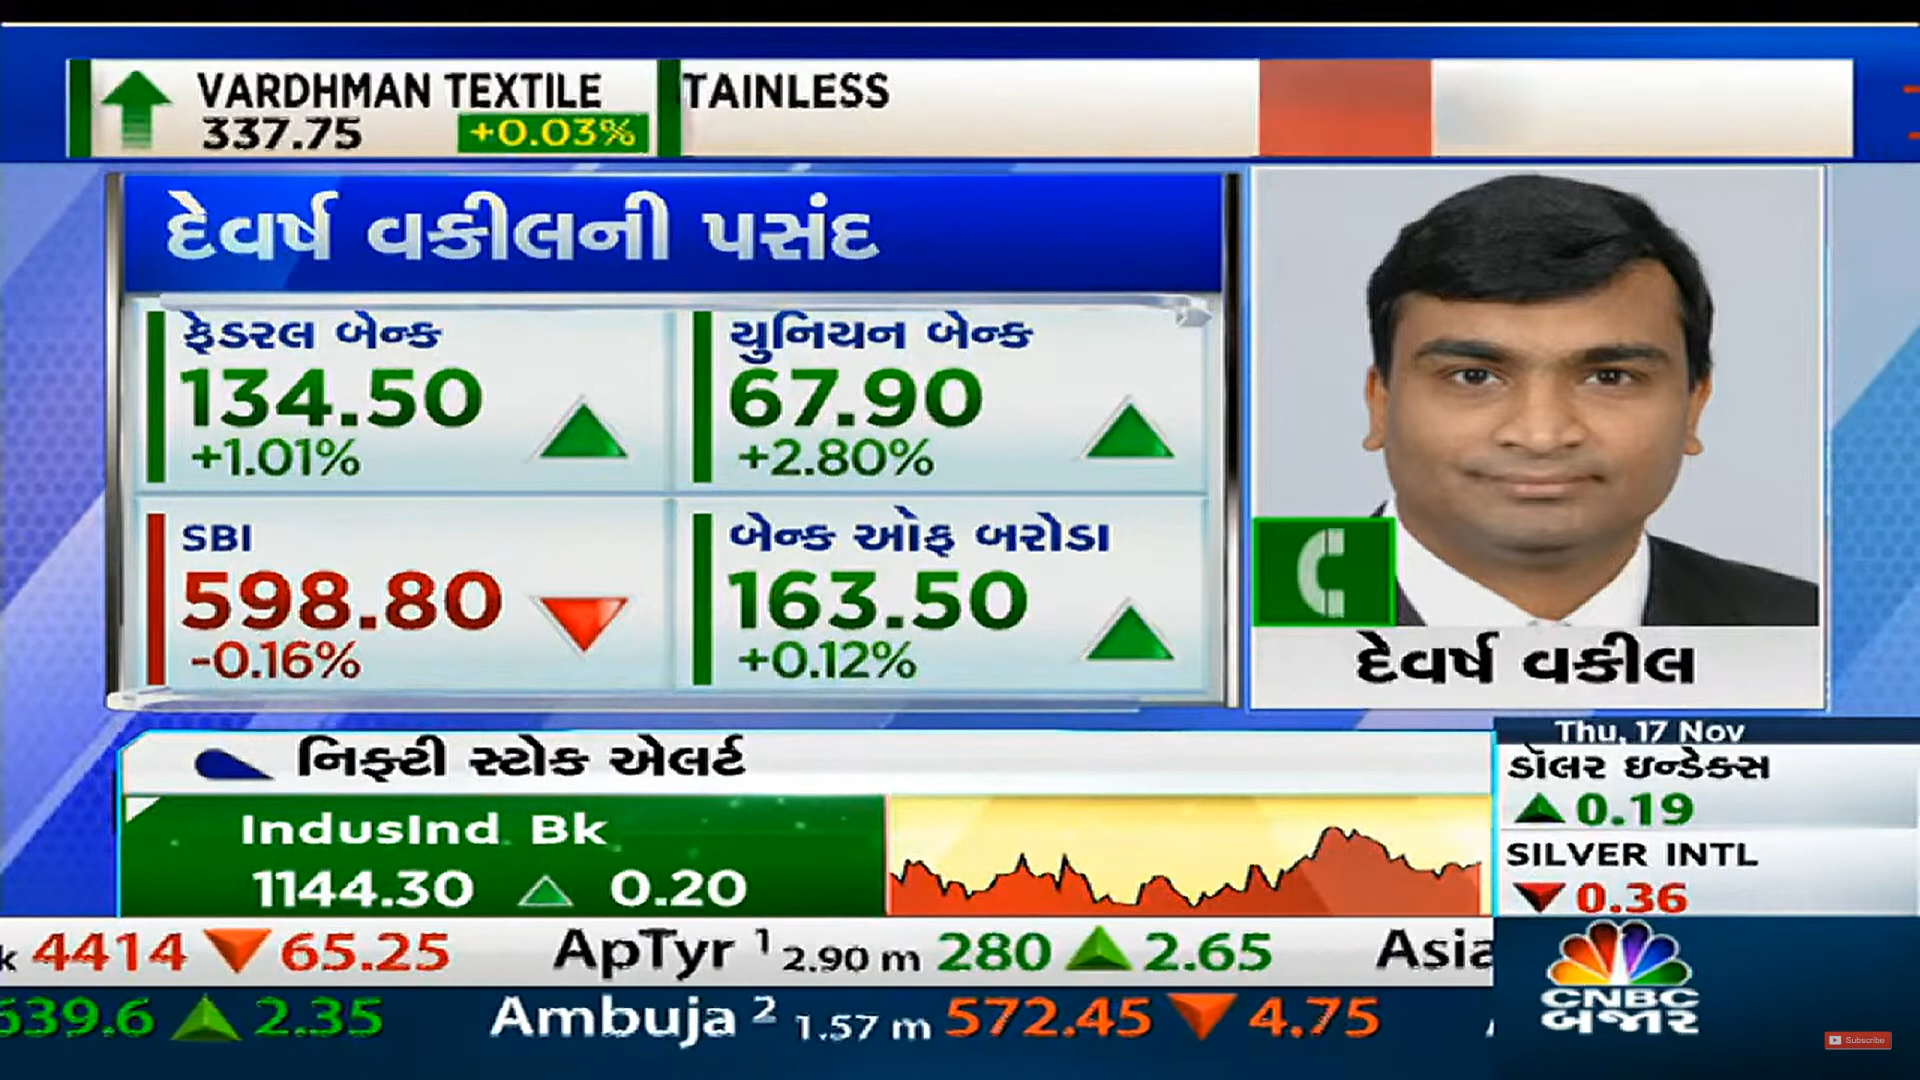 VARDHMAN TEXTILE
337.75 +0.03%
TAINLESS
દેવર્ષ વકીલની પસંદ
ફેડરલ બેન્ક
134.50
+1.01%
યુનિયન બેન્ક
67.90
+2.80%
SBI
598.80
-0.16%
બેન્ક ઓફ બરોડા
163.50
+0.12%
દેવર્ષ વકીલ
નિફ્ટી સ્ટોક એલર્ટ
IndusInd Bk
1144.30 0.20
Thu, 17 Nov
ડૉલર ઇન્ડેક્સ
0.19
SILVER INTL
0.36
k 4414 65.25 ApTyr 1 2.90 m 280 2.65 Asia
639.6 2.35 Ambuja 2 1.57 m 572.45 4.75
CNBC
બજાર
Subscribe